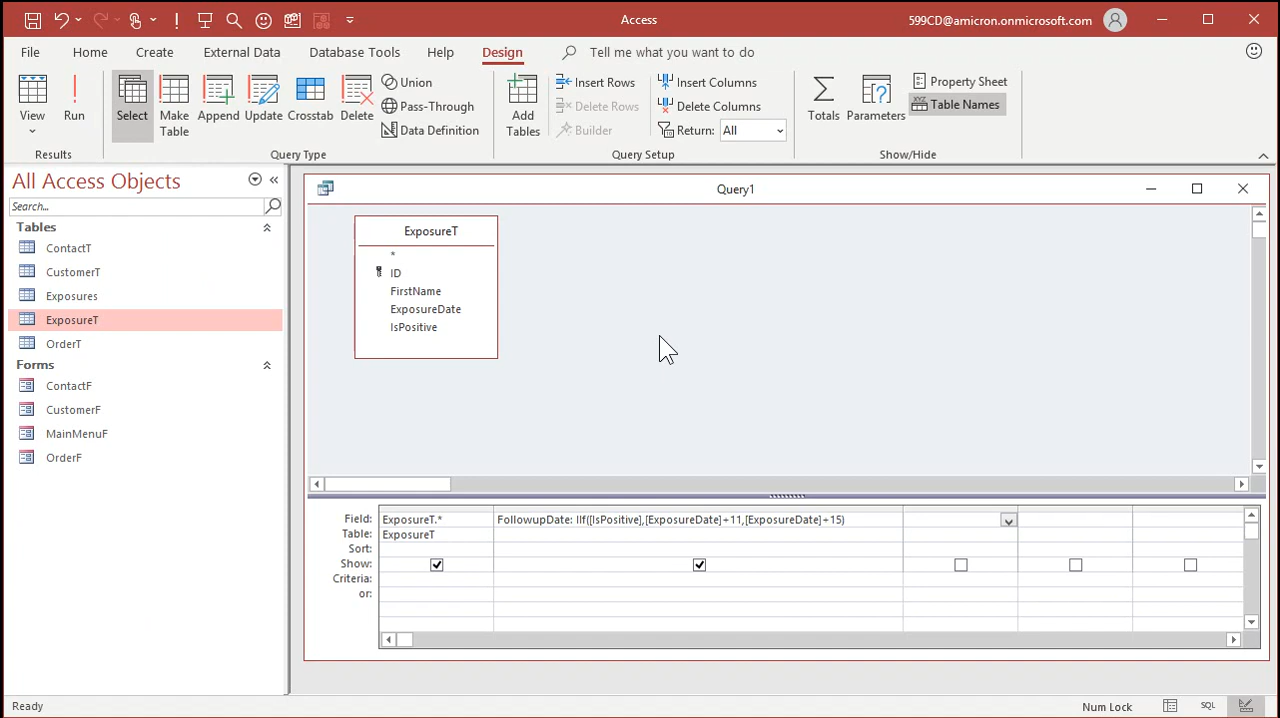 Access
599CD@amicron.onmicrosoft.com
File
Home
Create
External Data
Database Tools
Help
Design
Tell me what you want to do
View
Run
Results
Select
Make Table
Append
Update
Crosstab
Delete
Union
Pass-Through
Data Definition
Query Type
Add Tables
Insert Rows
Delete Rows
Builder
Insert Columns
Delete Columns
Return: All
Query Setup
Totals
Parameters
Property Sheet
Table Names
Show/Hide
All Access Objects
Search...
Tables
ContactT
CustomerT
Exposures
ExposureT
OrderT
Forms
ContactF
CustomerF
MainMenuF
OrderF
Query1
ExposureT
*
ID
FirstName
ExposureDate
IsPositive
Field: ExposureT.* FollowupDate: IIf([IsPositive],[ExposureDate]+11,[ExposureDate]+15)
Table: ExposureT
Sort:
Show:
Criteria:
or:
Ready
Num Lock
SQL